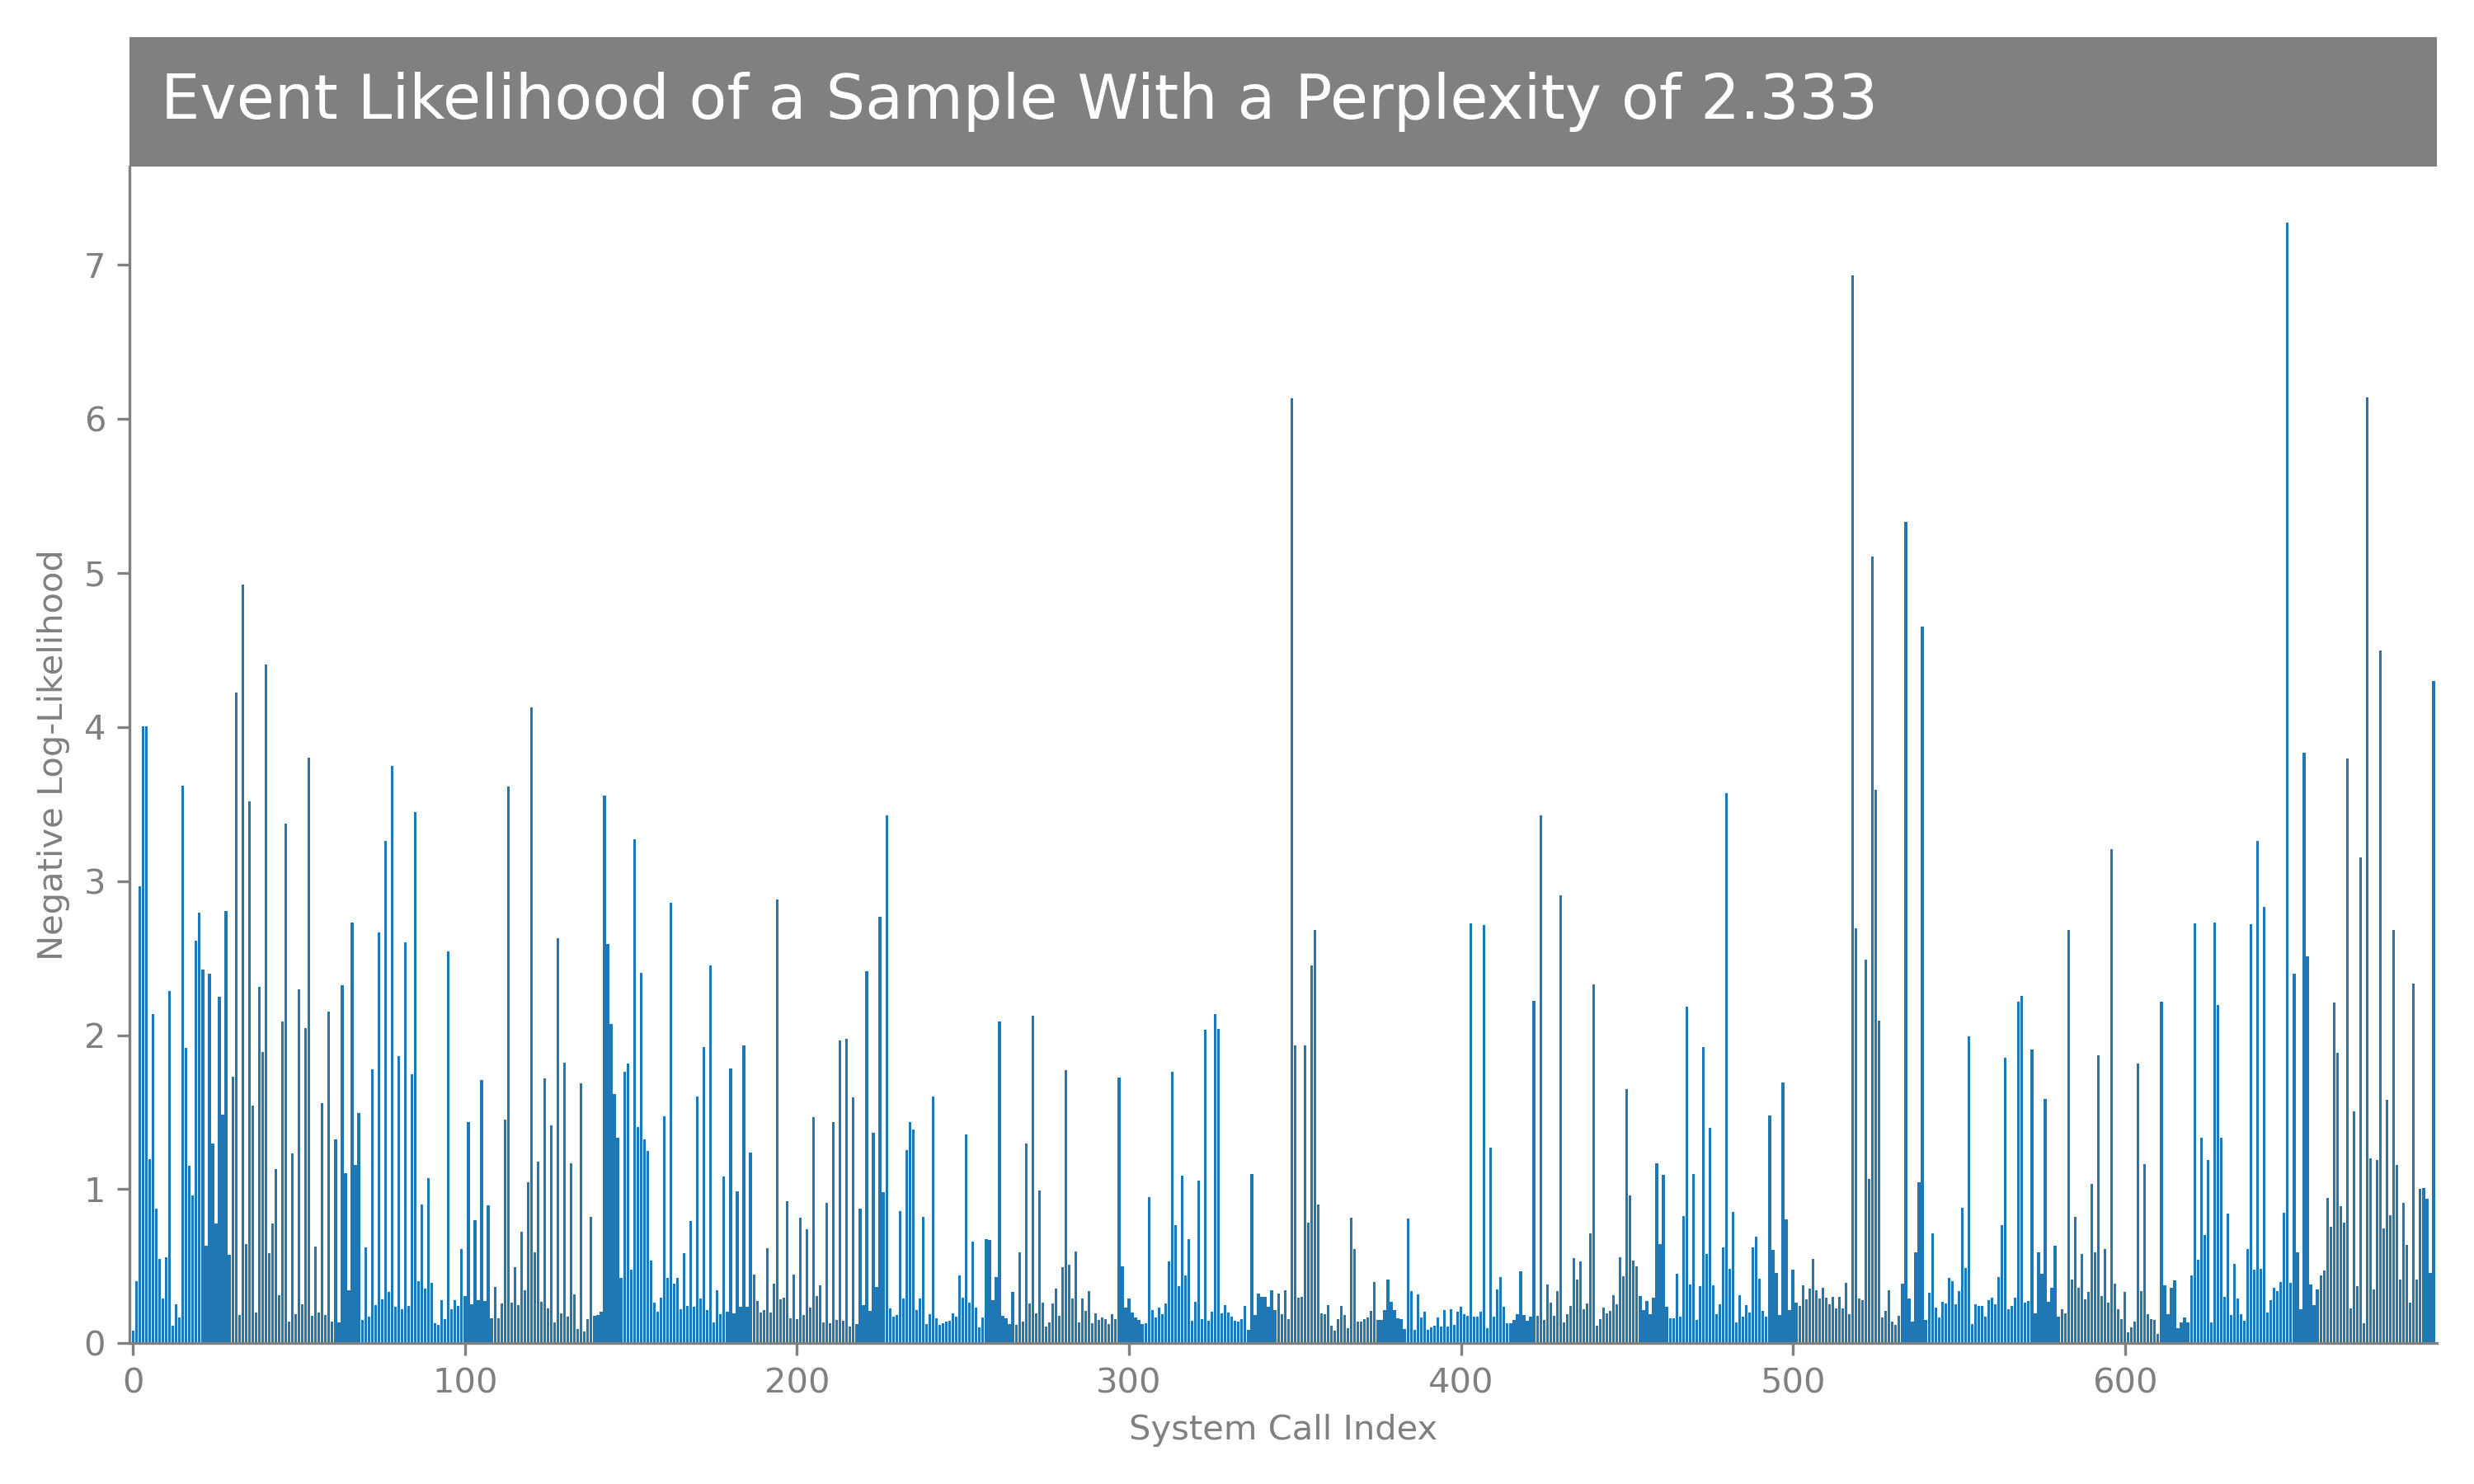 Event Likelihood of a Sample With a Perplexity of 2.333
Negative Log-Likelihood
7
6
5
4
3
2
1
0
0 100 200 300 400 500 600
System Call Index